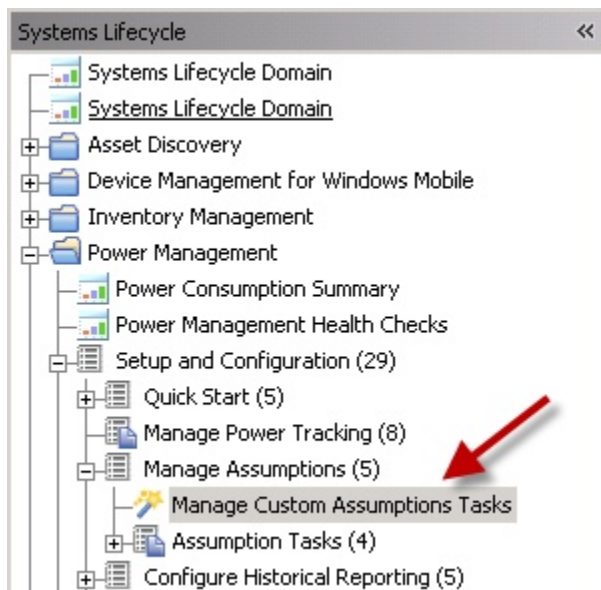 Systems Lifecycle «
Systems Lifecycle Domain
Systems Lifecycle Domain
Asset Discovery
Device Management for Windows Mobile
Inventory Management
Power Management
Power Consumption Summary
Power Management Health Checks
Setup and Configuration (29)
Quick Start (5)
Manage Power Tracking (8)
Manage Assumptions (5)
Manage Custom Assumptions Tasks
Assumption Tasks (4)
Configure Historical Reporting (5)